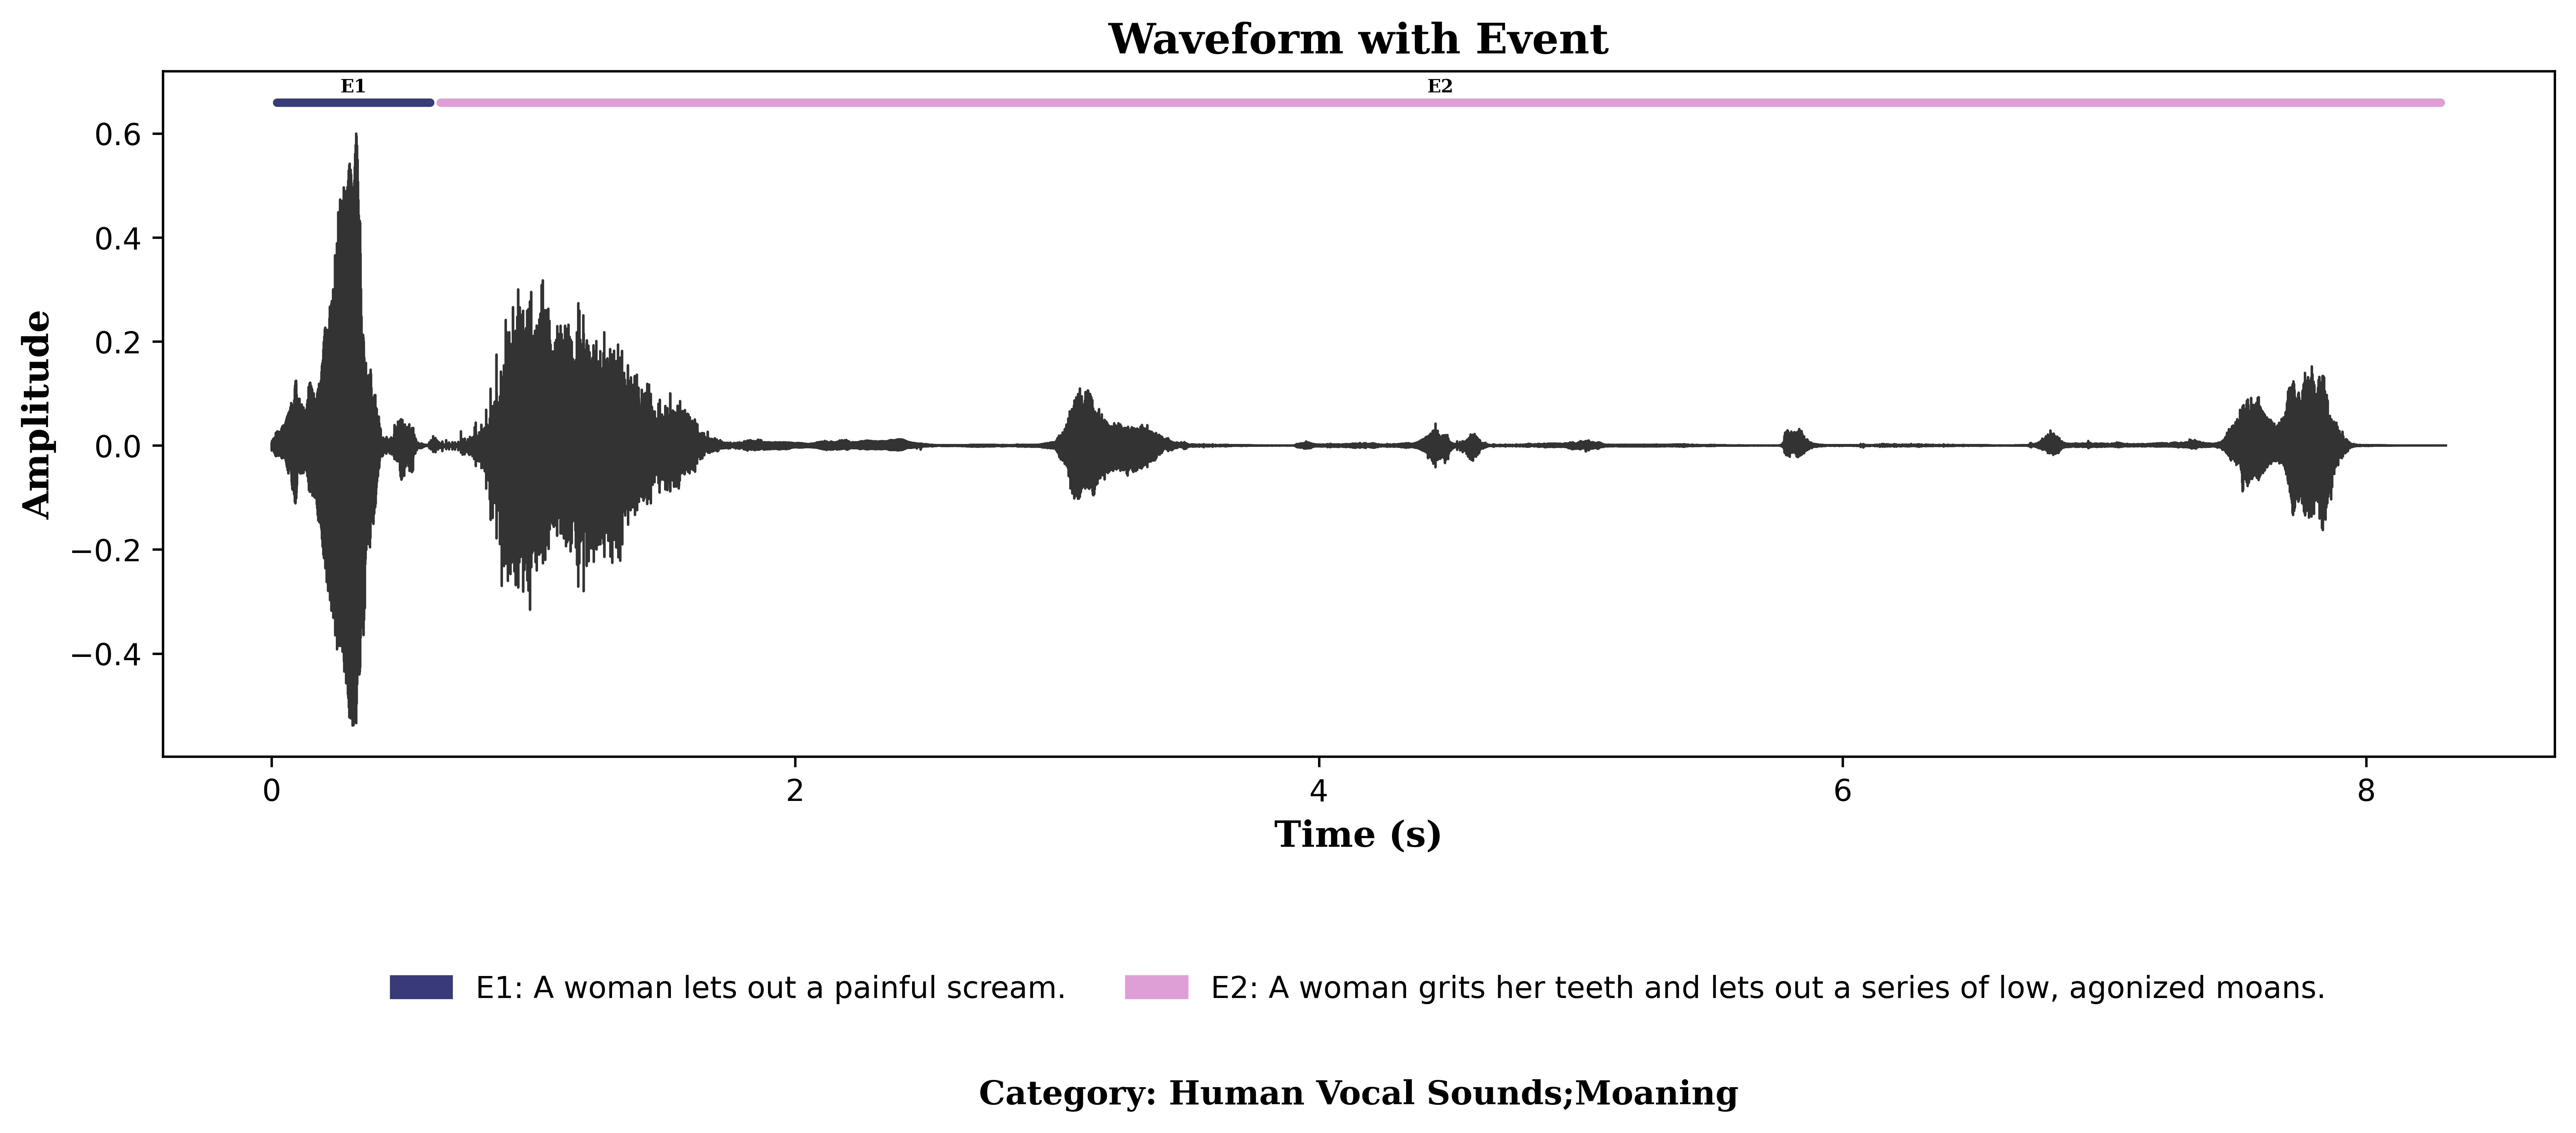 Waveform with Event
E1 E2
0.6
0.4
0.2
0.0
−0.2
−0.4
Amplitude
0 2 4 6 8
Time (s)
E1: A woman lets out a painful scream. E2: A woman grits her teeth and lets out a series of low, agonized moans.
Category: Human Vocal Sounds;Moaning